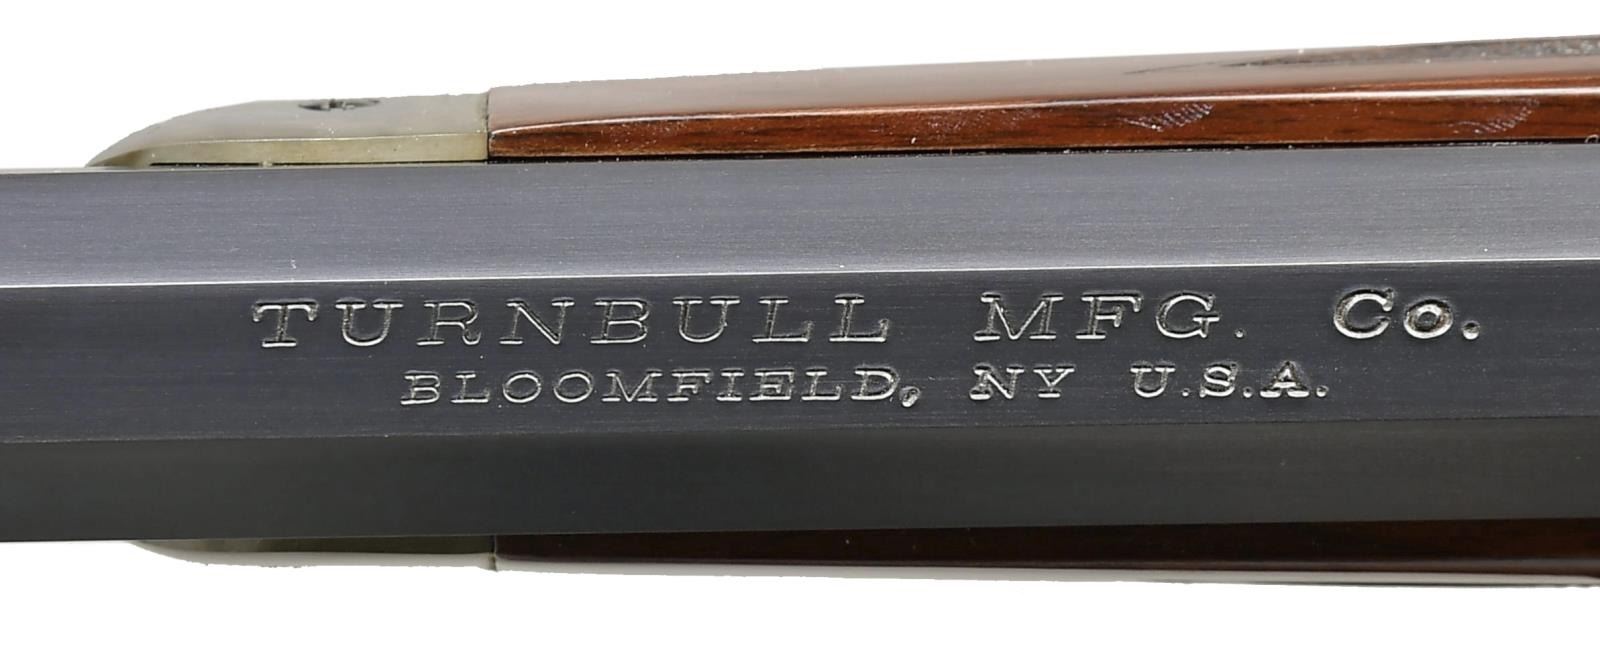 TURNBULL MFG. Co.
BLOOMFIELD, NY U.S.A.